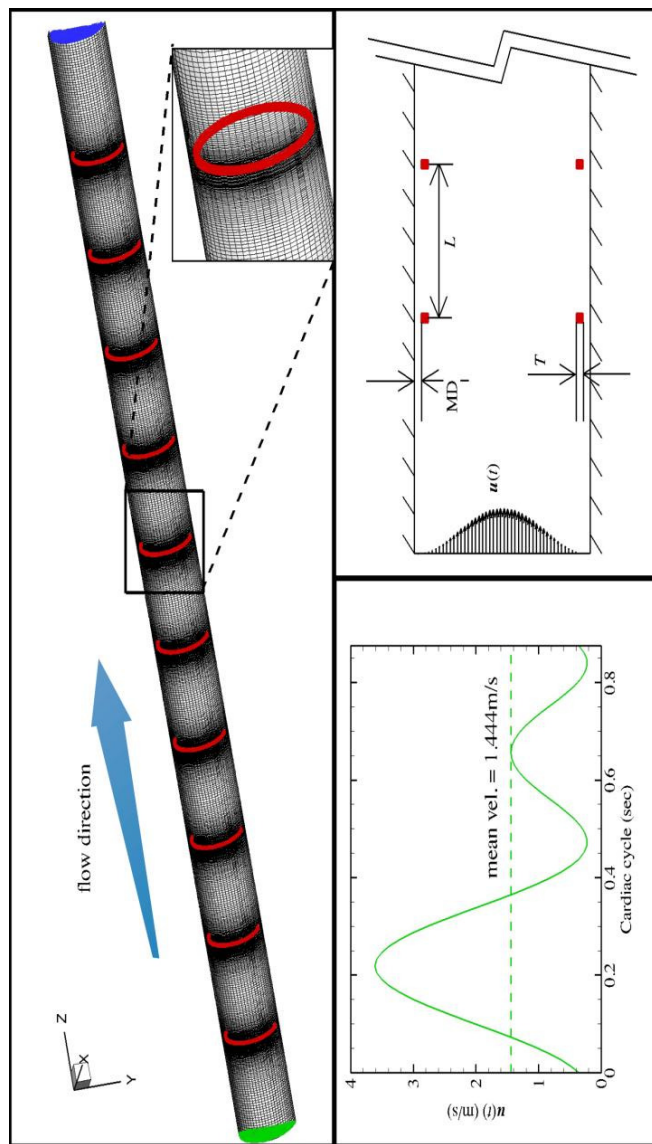 Z
X
Y
flow direction
4
3
2
1
0
u(t) (m/s)
mean vel. = 1.444m/s
0
0.2
0.4
0.6
0.8
Cardiac cycle (sec)
u(t)
MD
T
L